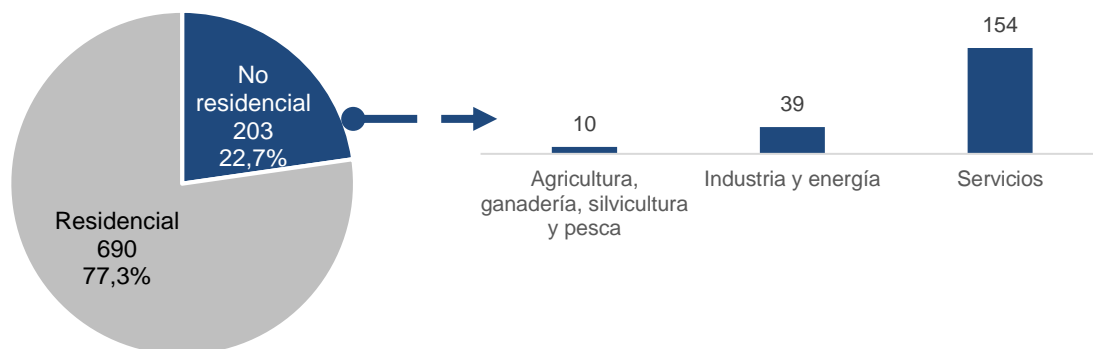 No
residencial
203
22,7%
Residencial
690
77,3%
10
39
154
Agricultura,
ganadería, silvicultura
y pesca
Industria y energía
Servicios